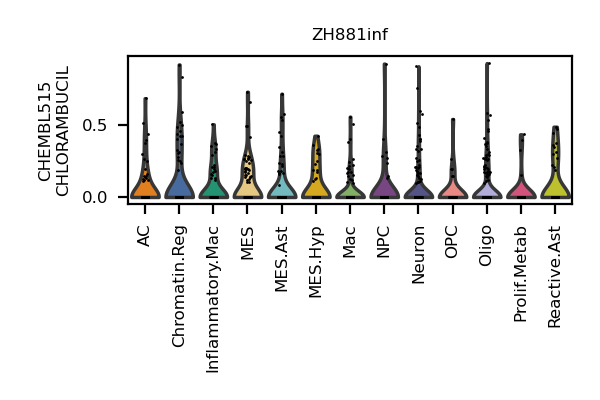 ZH881inf
CHEMBL515
CHLORAMBUCIL
0.5
0.0
AC
Chromatin.Reg
Inflammatory.Mac
MES
MES.Ast
MES.Hyp
Mac
NPC
Neuron
OPC
Oligo
Prolif.Metab
Reactive.Ast